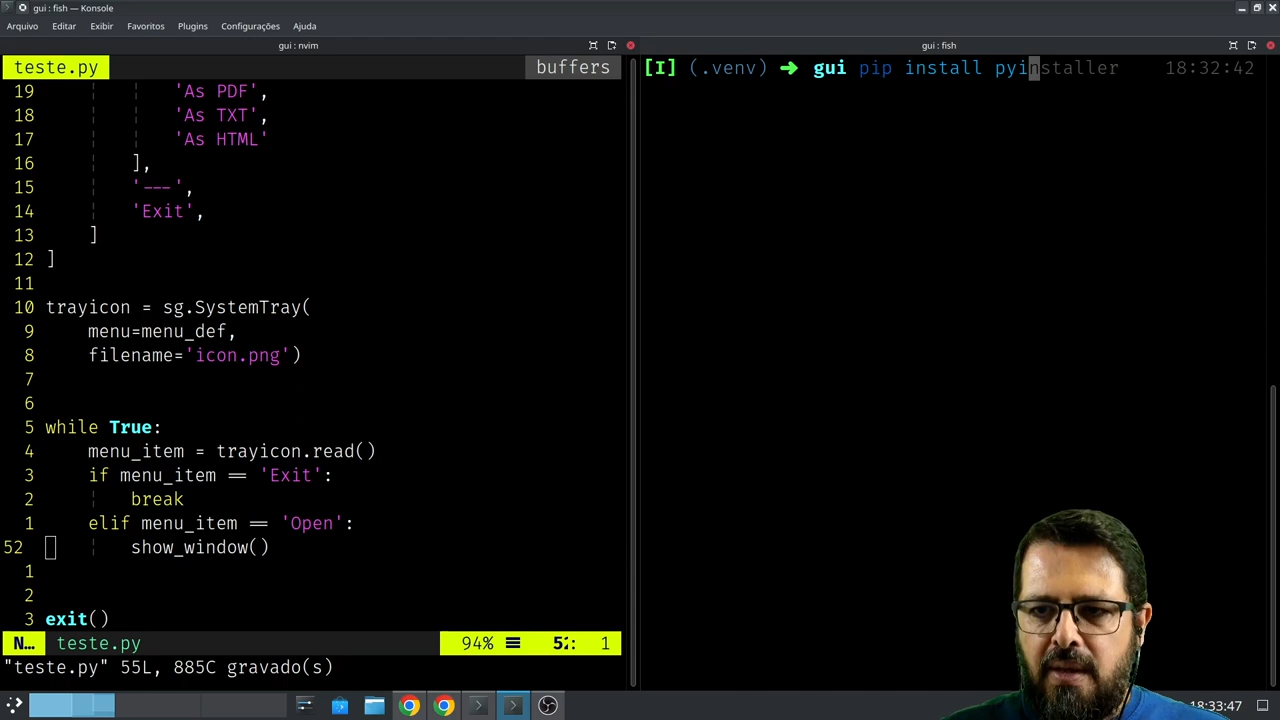 gui : fish — Konsole
Arquivo Editar Exibir Favoritos Plugins Configurações Ajuda
gui : nvim
teste.py buffers
19 'As PDF',
18 'As TXT',
17 'As HTML'
16 ],
15 '---',
14 'Exit',
13 ]
12 ]
11
10 trayicon = sg.SystemTray(
9 menu=menu_def,
8 filename='icon.png')
7
6
5 while True:
4 menu_item = trayicon.read()
3 if menu_item == 'Exit':
2 break
1 elif menu_item == 'Open':
52 show_window()
1
2
3 exit()
N... teste.py 94% 52: 1
"teste.py" 55L, 885C gravado(s)
gui : fish
[I] (.venv) ➜ gui pip install pyinstaller 18:32:42
18:33:47